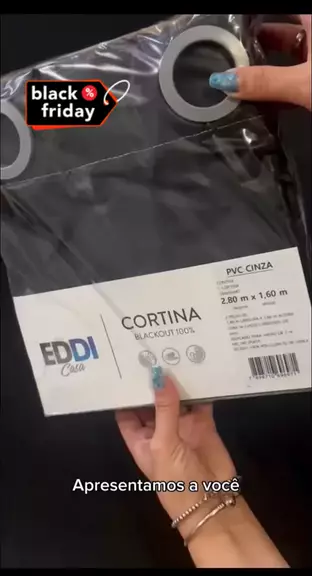 black %
friday
PVC CINZA
2,80 m x 1,60 m
CORTINA
BLACKOUT 100%
EDDI
Casa
Apresentamos a você